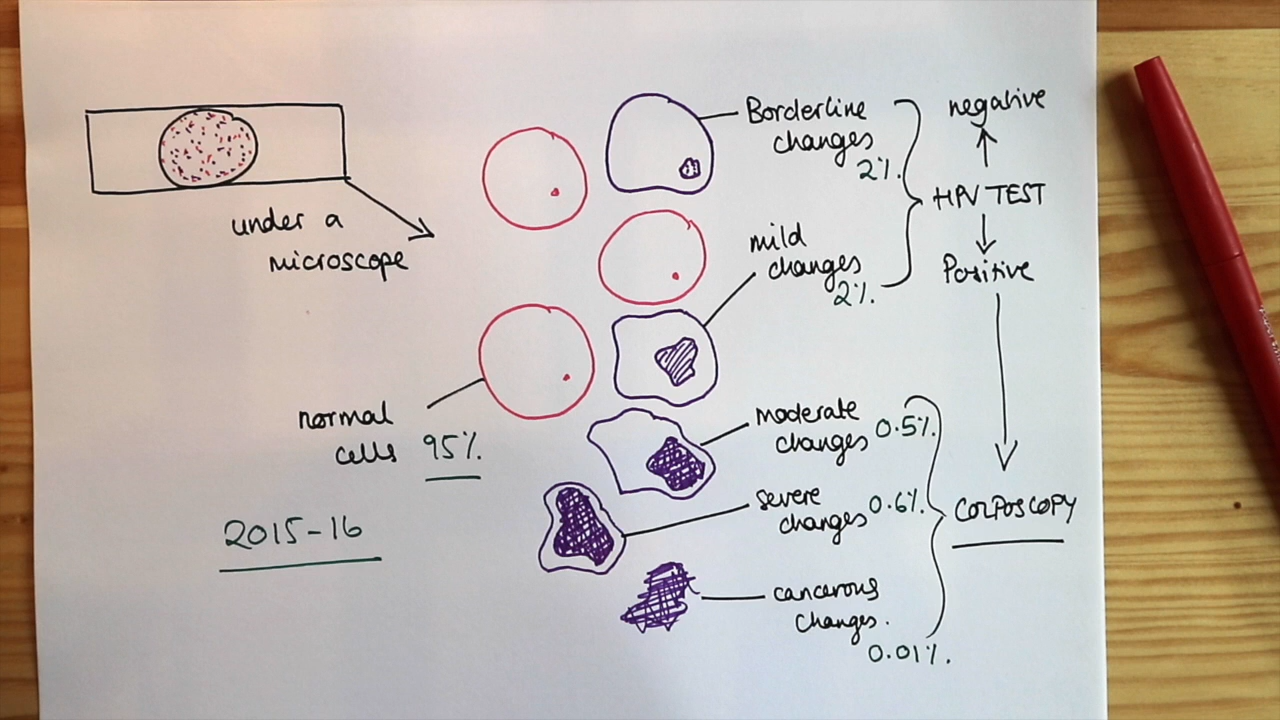 under a
microscope
normal
cells 95%.
2015-16
Borderline
changes
2%.
mild
changes
2%.
moderate
changes 0.5%.
severe
changes 0.6%.
cancerous
changes.
0.01%.
negative
HPV TEST
Positive
COLPOSCOPY